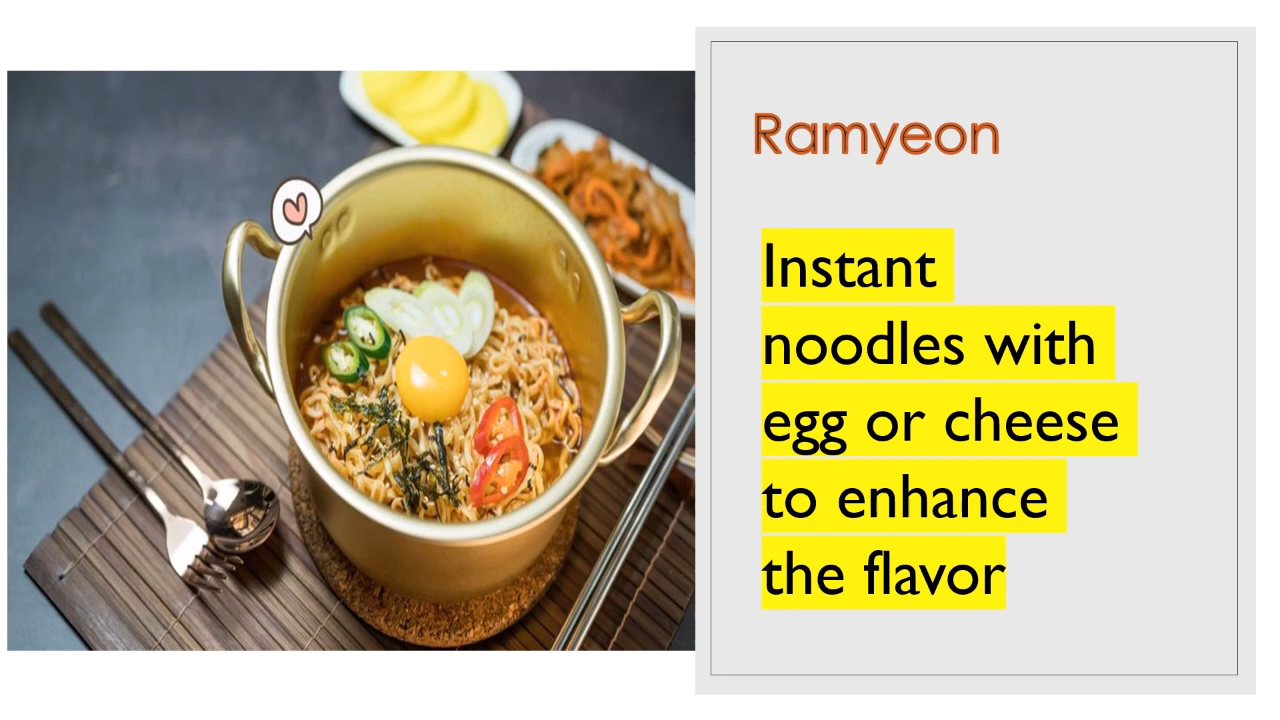 Ramyeon
Instant
noodles with
egg or cheese
to enhance
the flavor